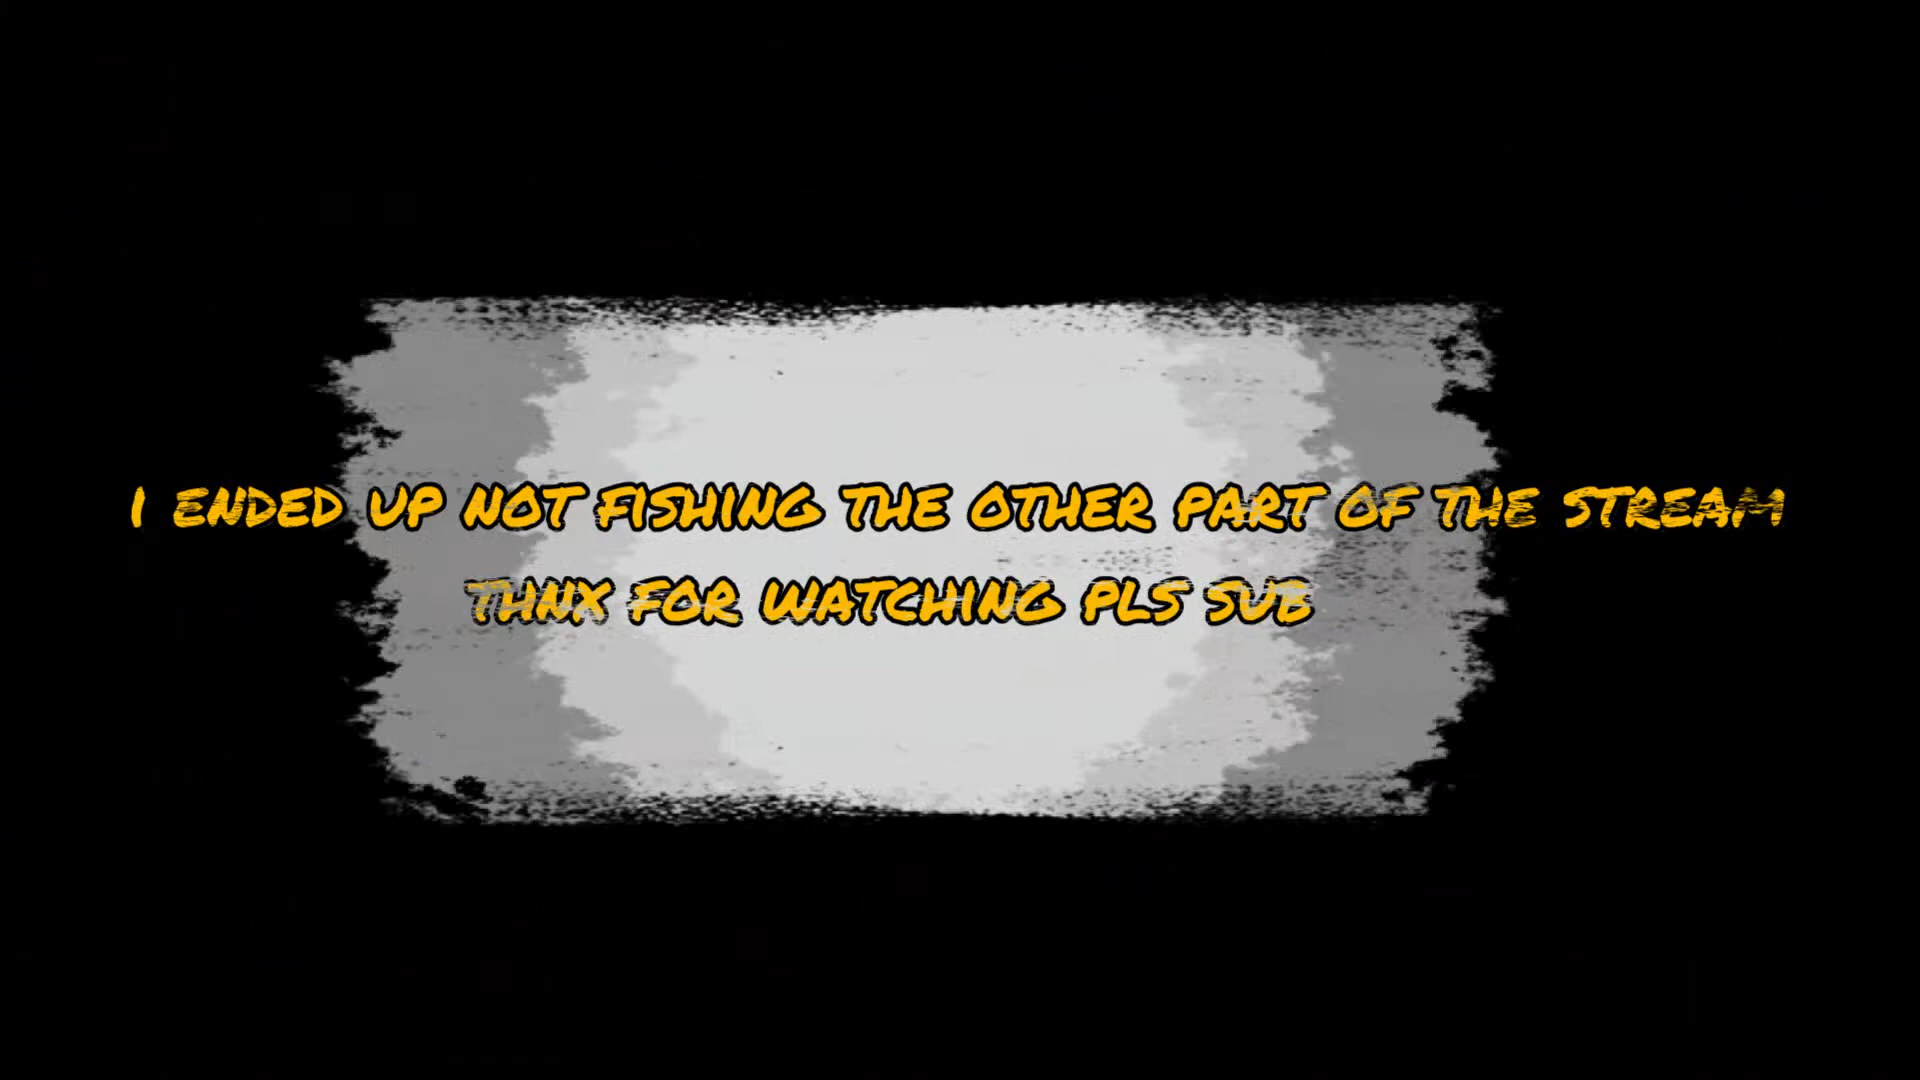 I ENDED UP NOT FISHING THE OTHER PART OF THE STREAM
THNX FOR WATCHING PLS SUB